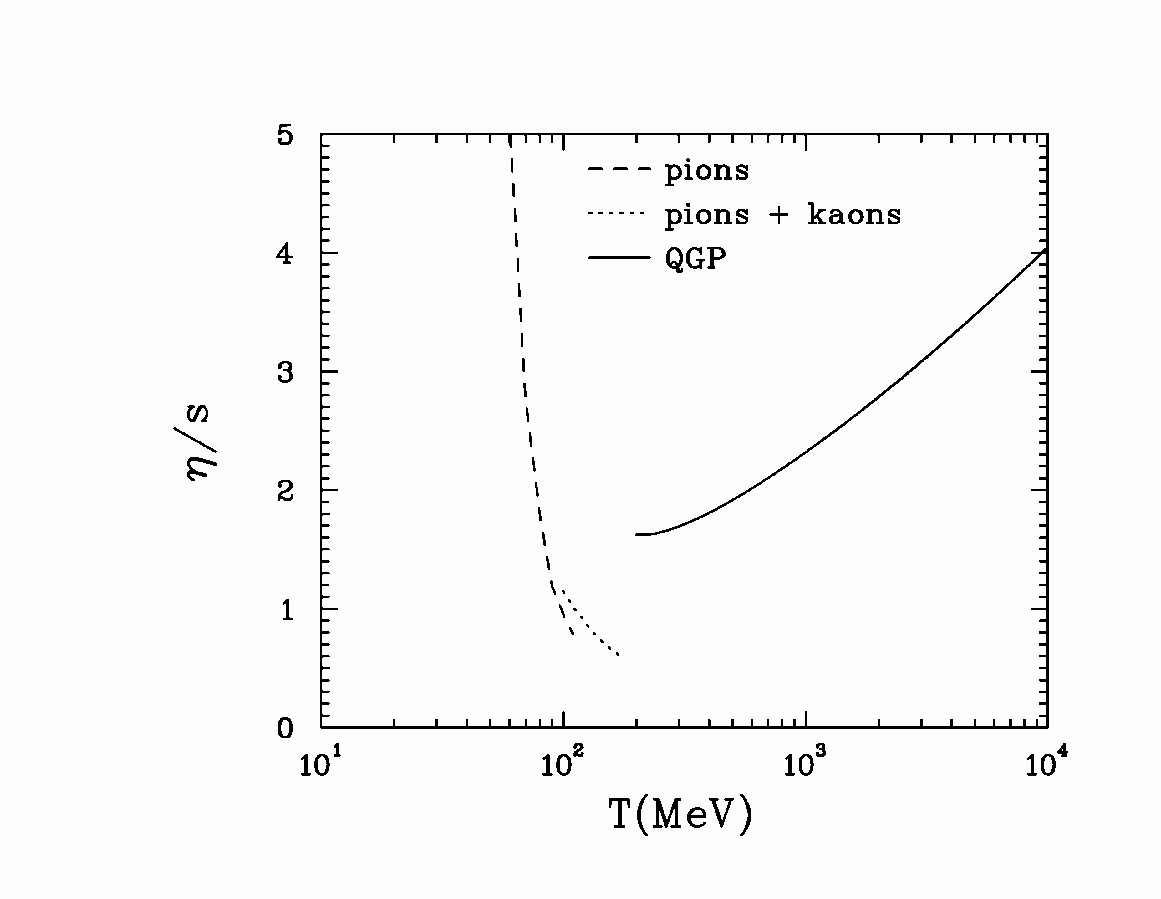 5
4
3
2
1
0
η/s
pions
pions + kaons
QGP
10¹ 10² 10³ 10⁴
T(MeV)